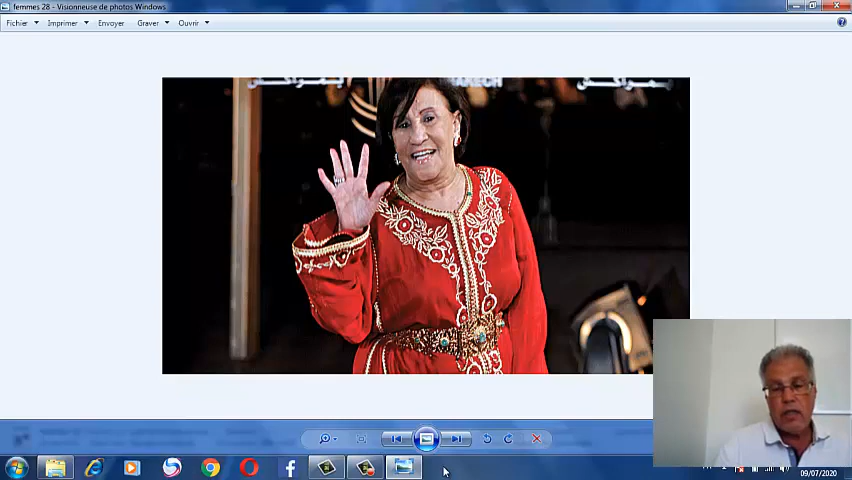 femmes 28 - Visionneuse de photos Windows
Fichier Imprimer Envoyer Graver Ouvrir
09/07/2020